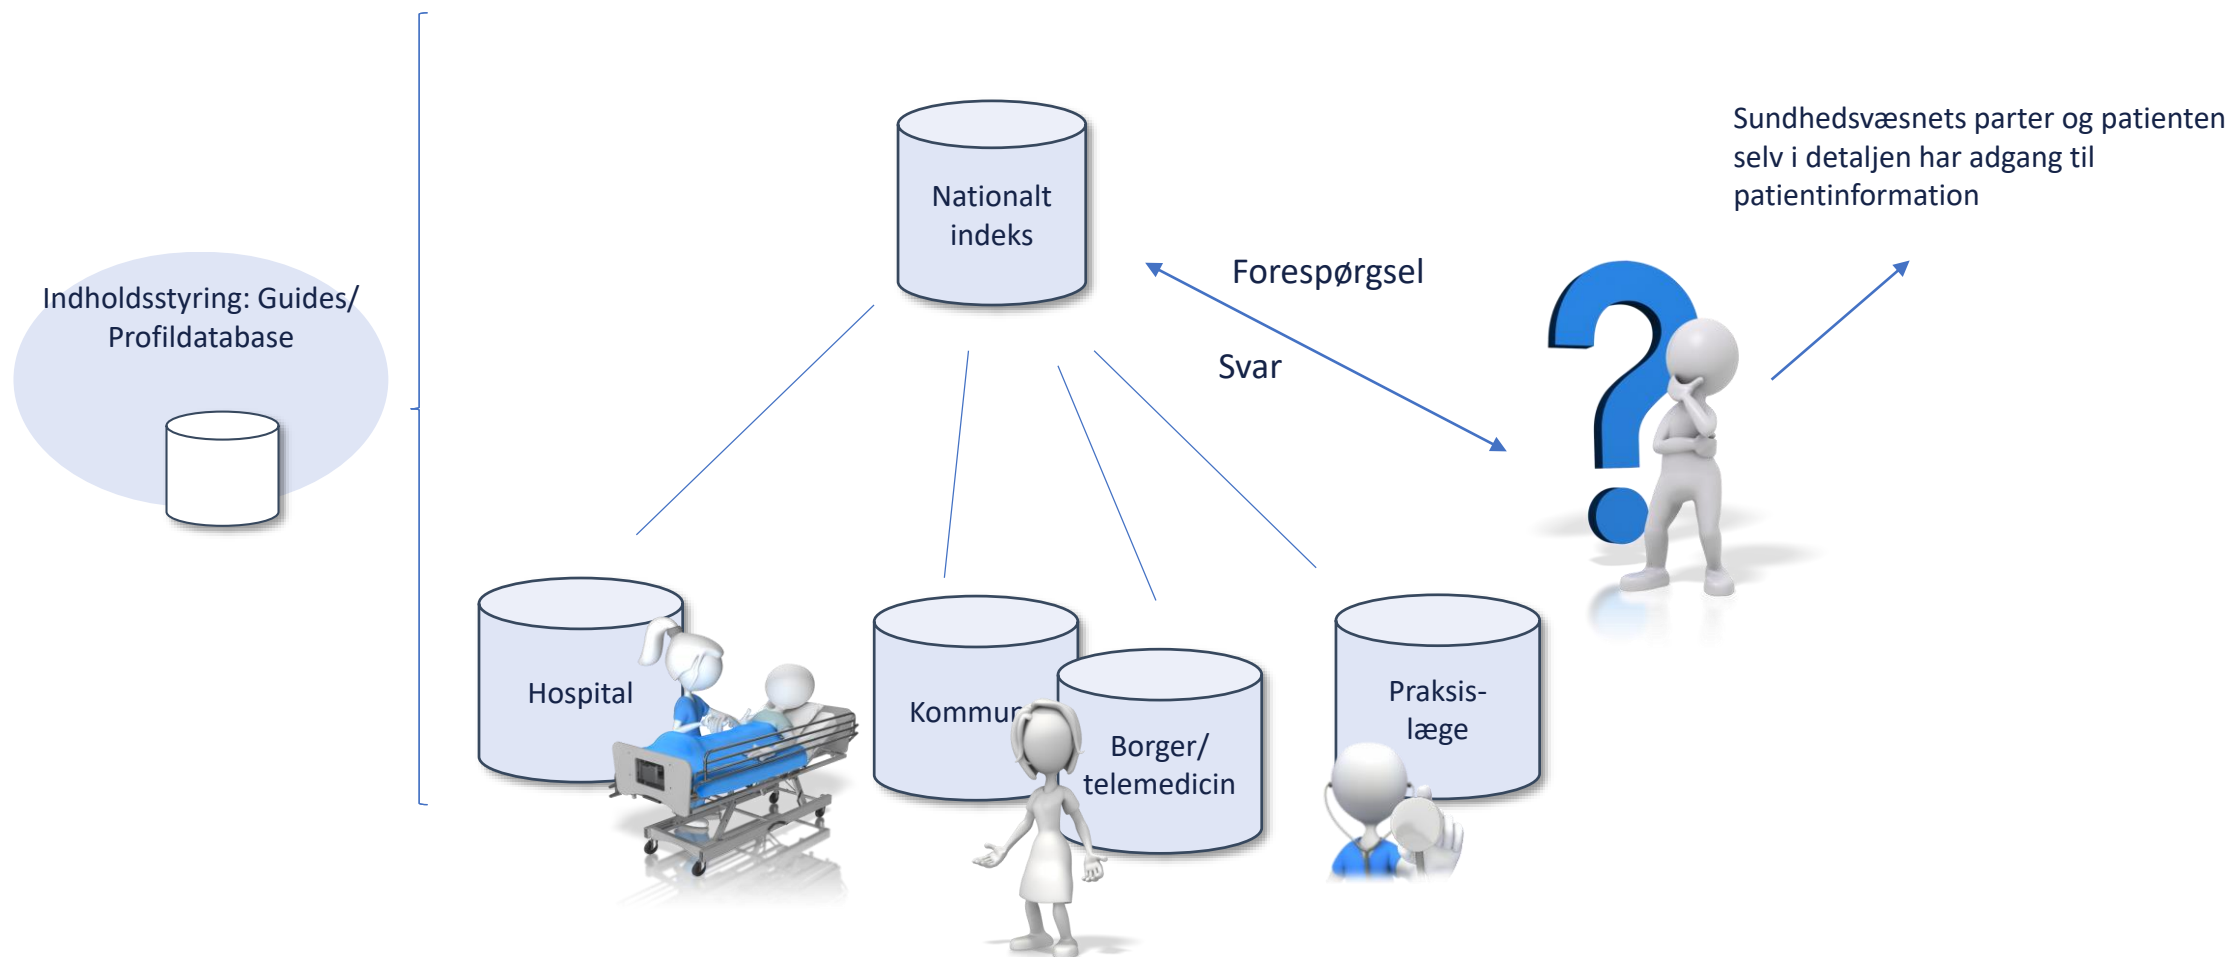 Sundhedsvæsnets parter og patienten
selv i detaljen har adgang til
patientinformation
Nationalt
indeks
Forespørgsel
Svar
Indholdsstyring: Guides/
Profildatabase
Hospital
Borger/
telemedicin
Praksis-
læge